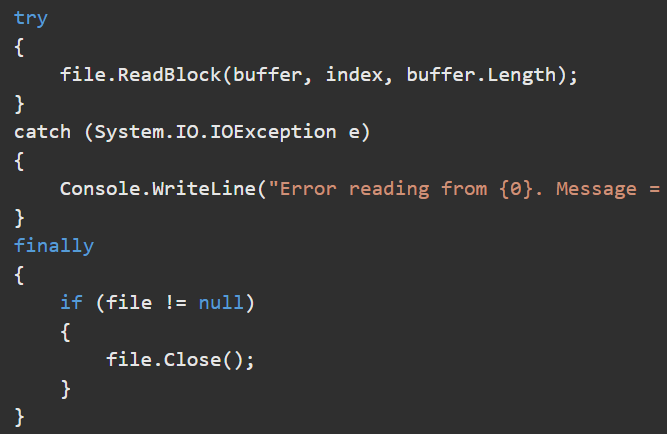 try
{
    file.ReadBlock(buffer, index, buffer.Length);
}
catch (System.IO.IOException e)
{
    Console.WriteLine("Error reading from {0}. Message =
}
finally
{
    if (file != null)
    {
        file.Close();
    }
}